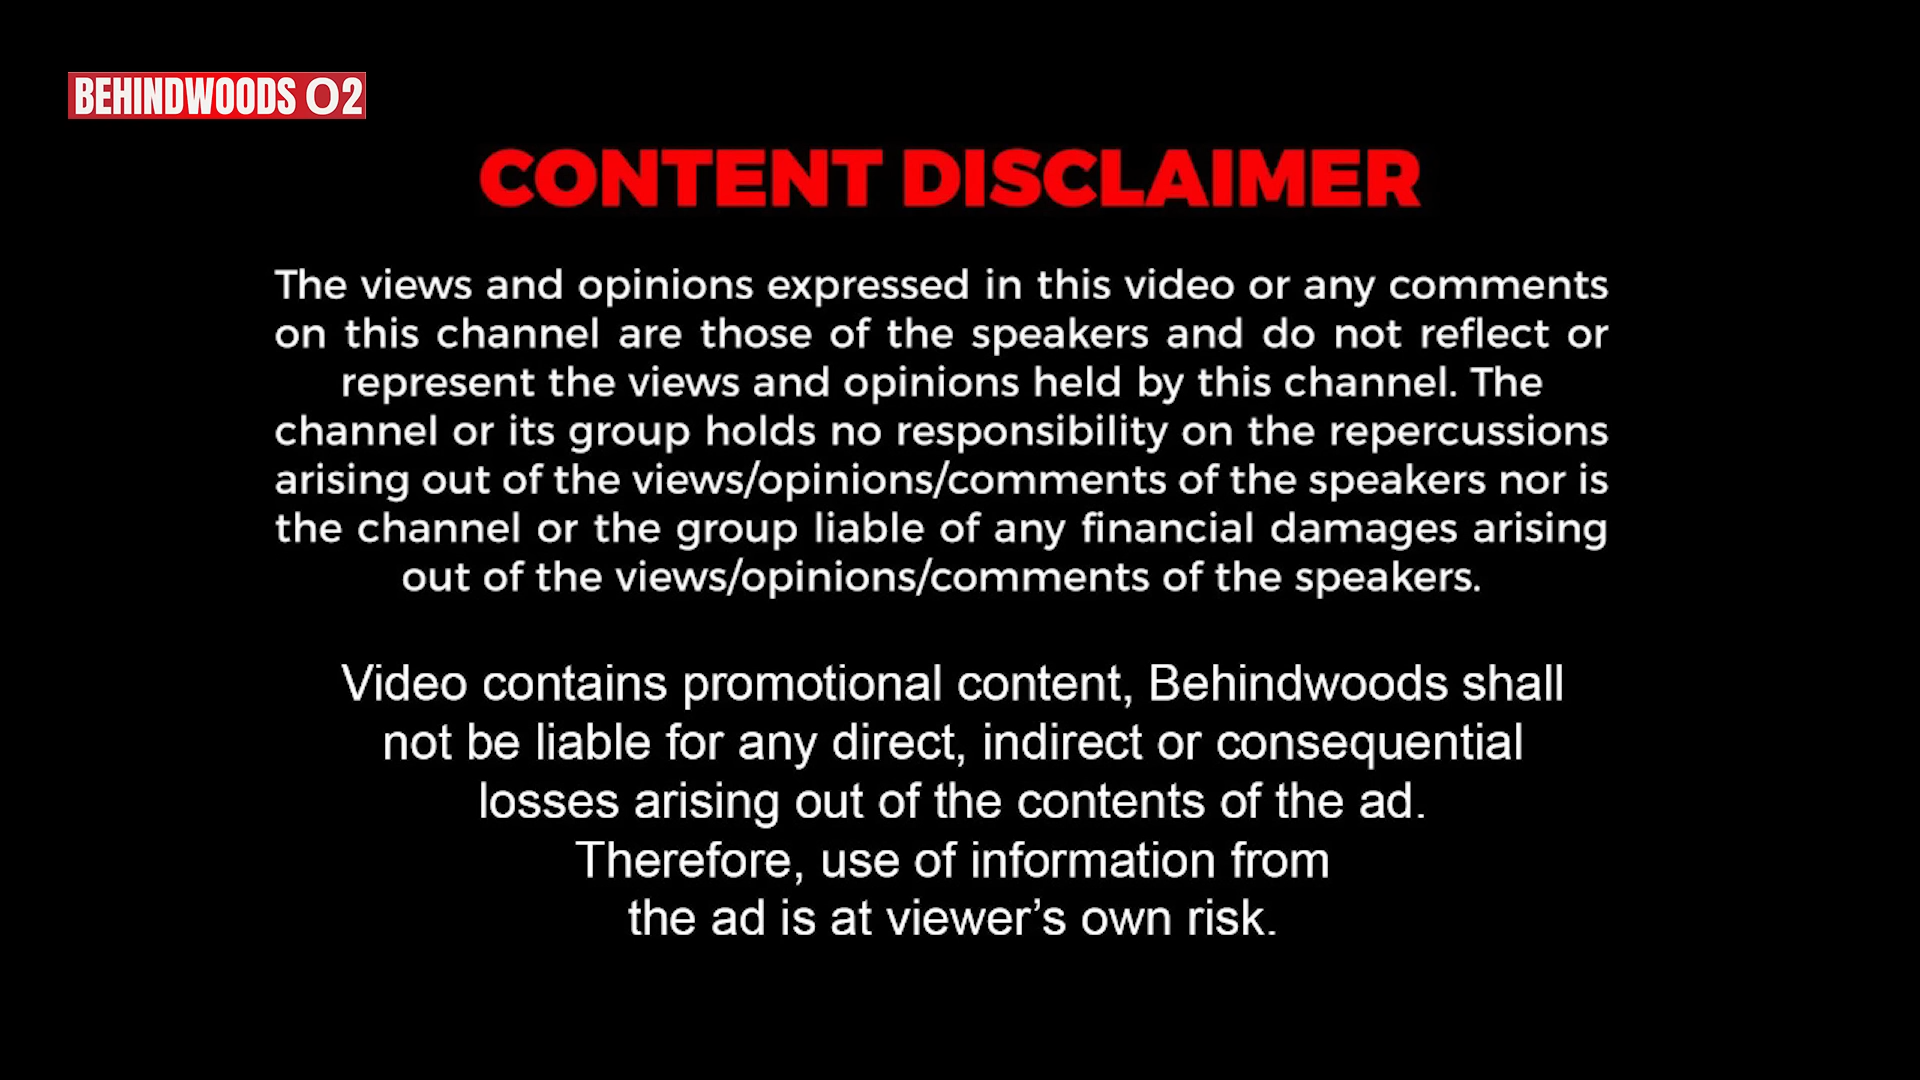 BEHINDWOODS O2
CONTENT DISCLAIMER
The views and opinions expressed in this video or any comments
on this channel are those of the speakers and do not reflect or
represent the views and opinions held by this channel. The
channel or its group holds no responsibility on the repercussions
arising out of the views/opinions/comments of the speakers nor is
the channel or the group liable of any financial damages arising
out of the views/opinions/comments of the speakers.
Video contains promotional content, Behindwoods shall
not be liable for any direct, indirect or consequential
losses arising out of the contents of the ad.
Therefore, use of information from
the ad is at viewer’s own risk.